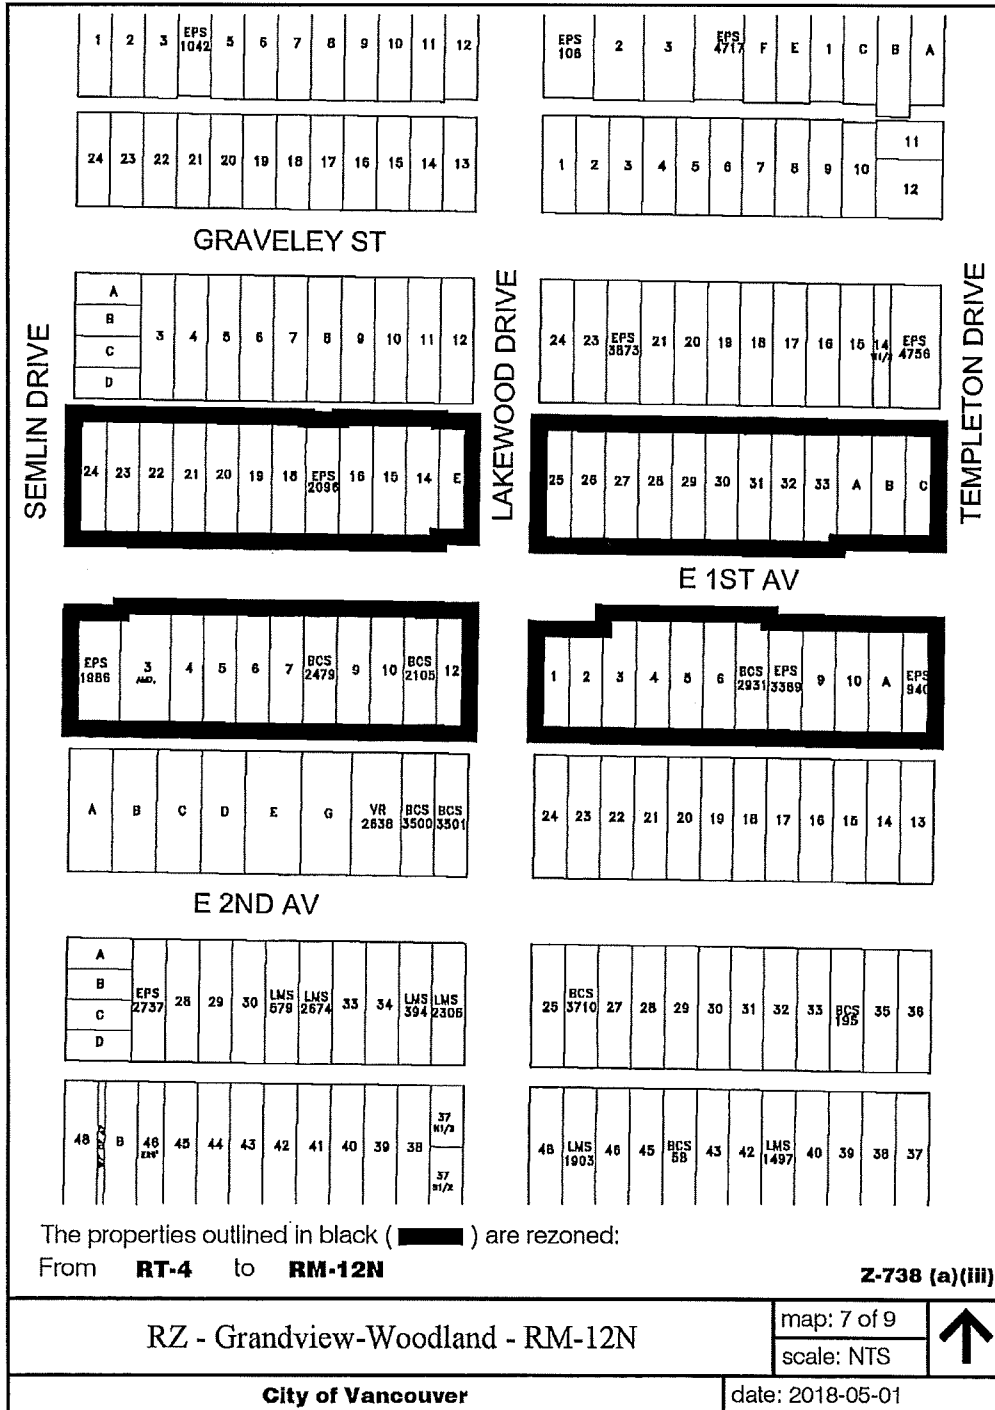 1 2 3 EPS 1042 5 6 7 8 9 10 11 12
EPS 106 2 3 EPS 4717 F E 1 C B A
24 23 22 21 20 19 18 17 16 15 14 13
1 2 3 4 5 6 7 8 9 10 11 12
GRAVELEY ST
SEMLIN DRIVE
LAKEWOOD DRIVE
TEMPLETON DRIVE
A B C D 3 4 5 6 7 8 9 10 11 12
24 23 EPS 3873 21 20 19 18 17 16 15 14 N1/2 EPS 4756
24 23 22 21 20 19 18 EPS 2096 16 15 14 E
25 26 27 28 29 30 31 32 33 A B C
E 1ST AV
EPS 1986 3 AMD. 4 5 6 7 BCS 2479 9 10 BCS 2105 12
1 2 3 4 5 6 BCS 2931 EPS 3389 9 10 A EPS 940
A B C D E G VR 2638 BCS 3500 BCS 3501
24 23 22 21 20 19 18 17 16 15 14 13
E 2ND AV
A B C D EPS 2737 28 29 30 LMS 579 LMS 2674 33 34 LMS 394 LMS 2306
25 BCS 3710 27 28 29 30 31 32 33 BCS 195 35 36
48 B 46 45 44 43 42 41 40 39 38 37 N1/2 37
48 LMS 1903 46 45 BCS 58 43 42 LMS 1497 40 39 38 37
The properties outlined in black ( ) are rezoned:
From RT-4 to RM-12N
Z-738 (a)(iii)
RZ - Grandview-Woodland - RM-12N
map: 7 of 9
scale: NTS
City of Vancouver
date: 2018-05-01